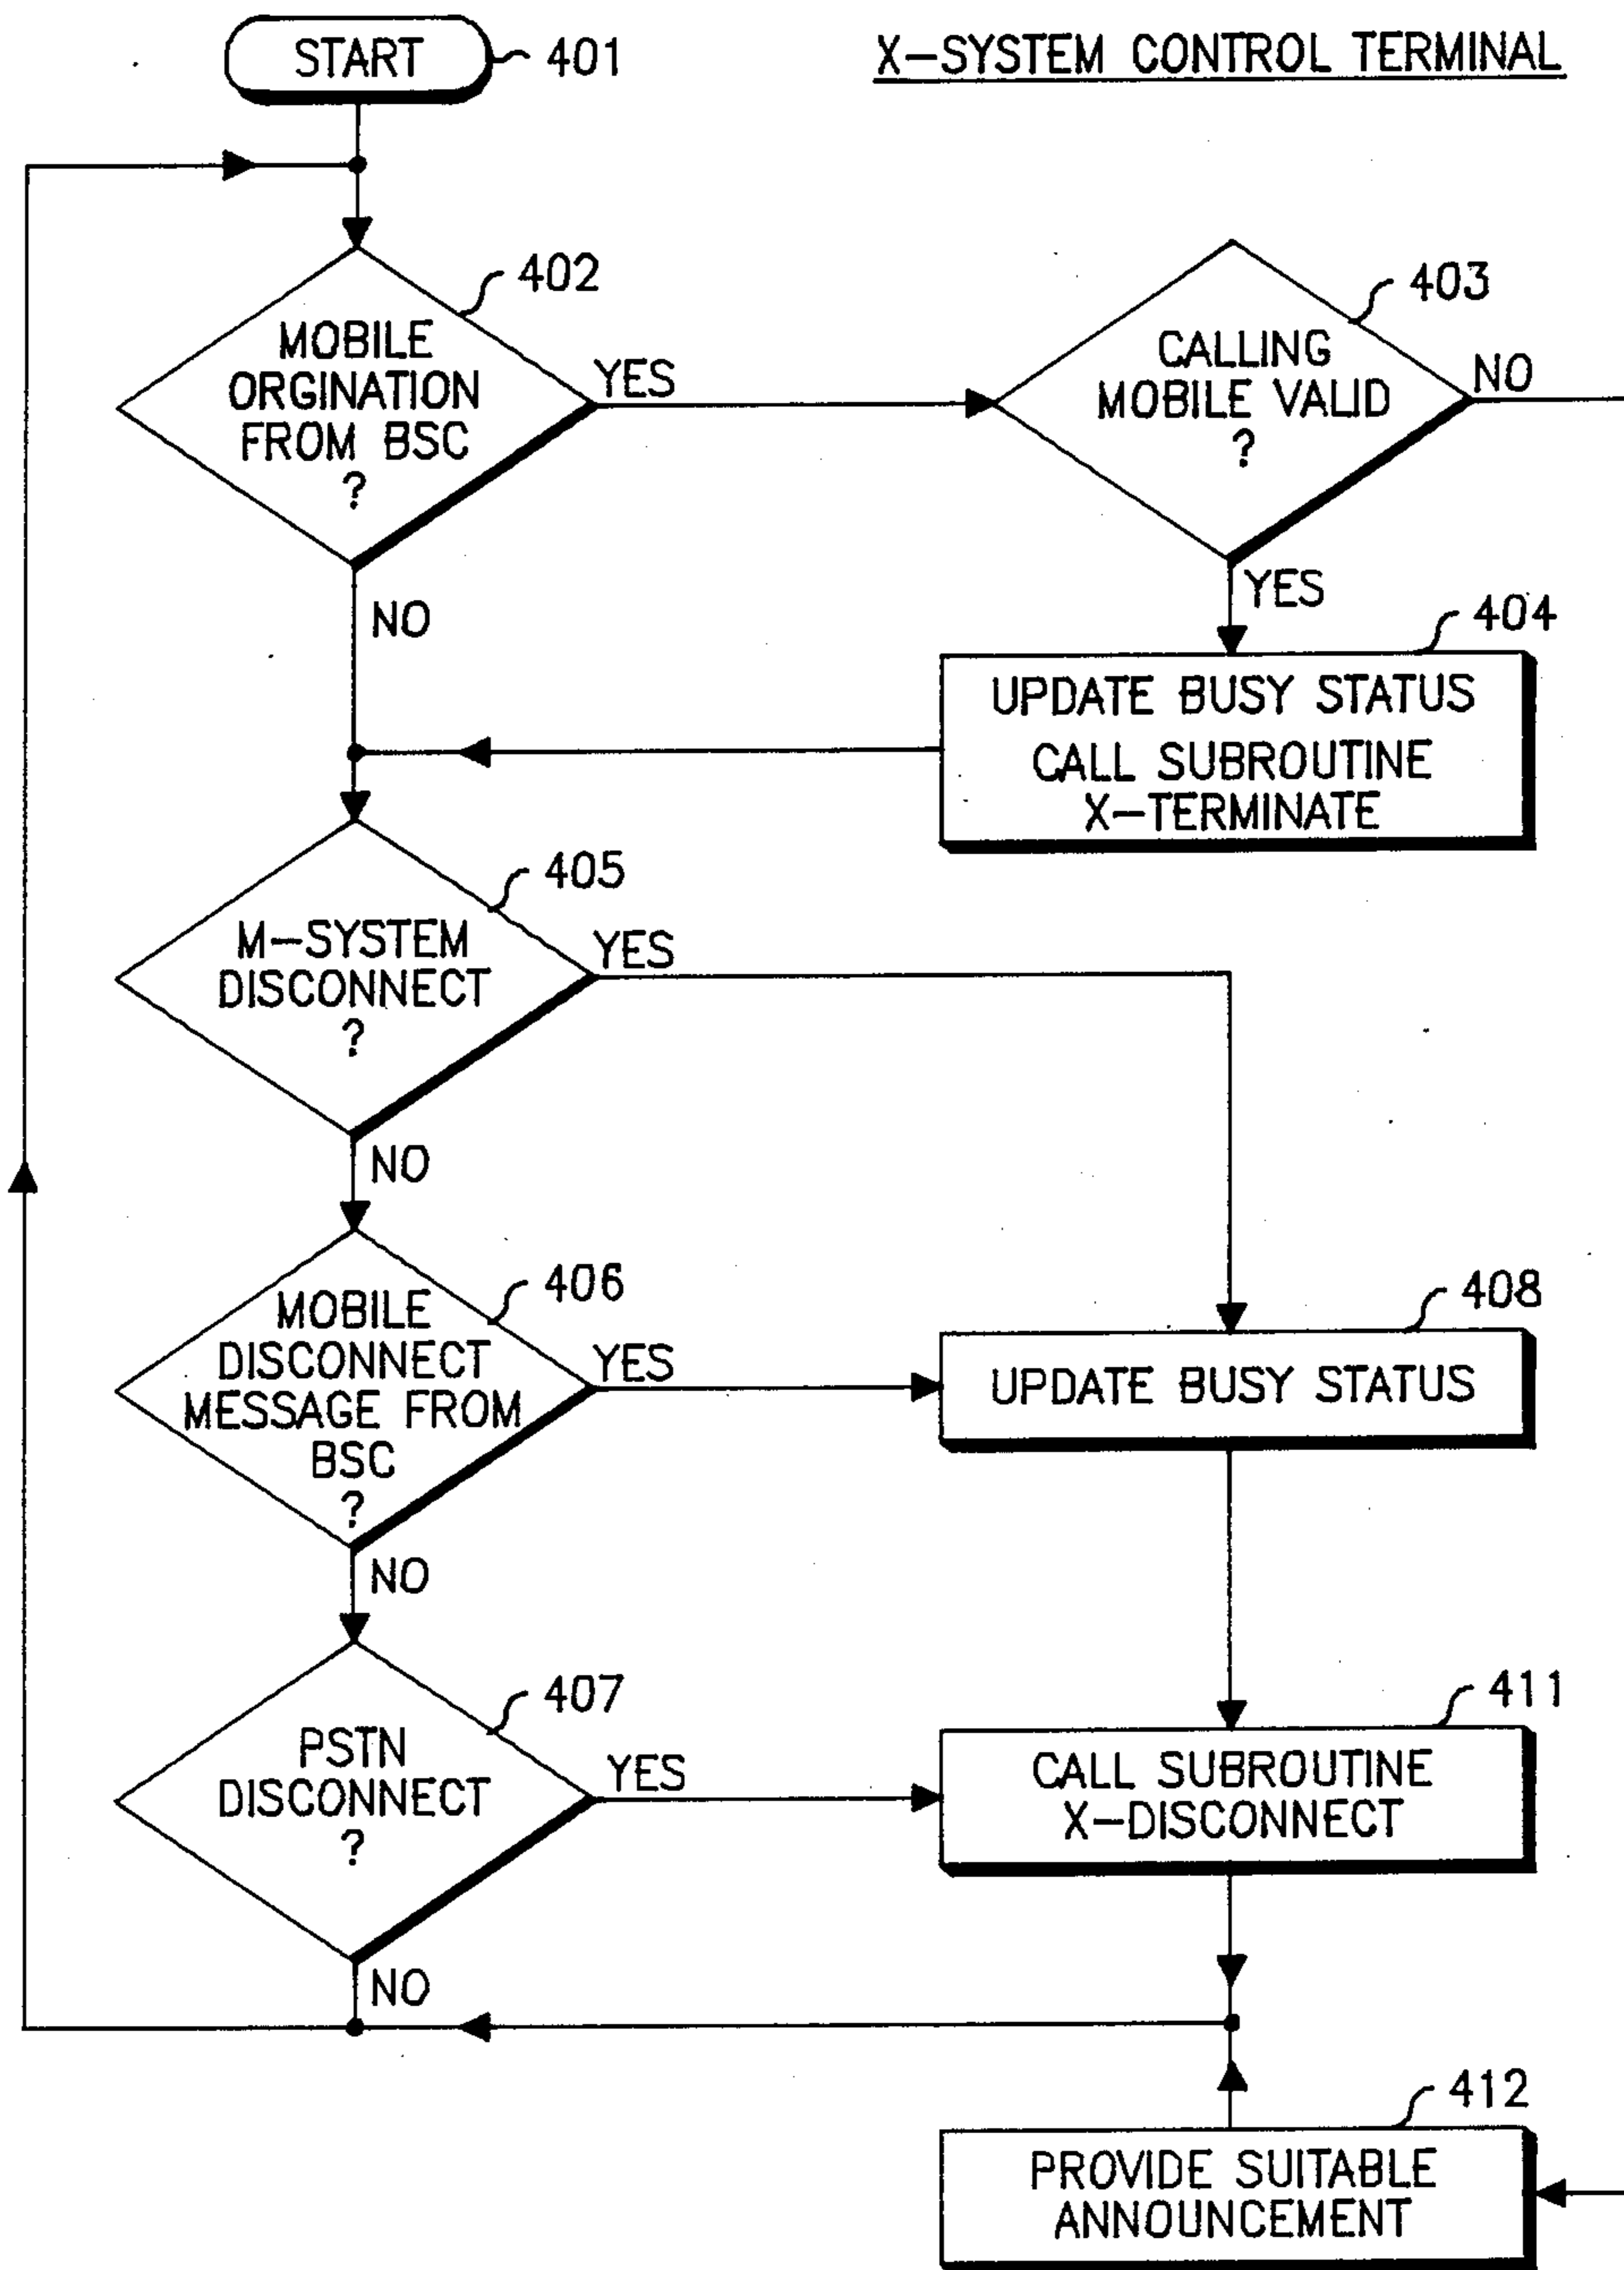 START
401
X-SYSTEM CONTROL TERMINAL
402
MOBILE
ORGINATION
FROM BSC
?
YES
NO
403
CALLING
MOBILE VALID
?
NO
YES
404
UPDATE BUSY STATUS
CALL SUBROUTINE
X-TERMINATE
405
M-SYSTEM
DISCONNECT
?
YES
NO
406
MOBILE
DISCONNECT
MESSAGE FROM
BSC
?
YES
NO
408
UPDATE BUSY STATUS
407
PSTN
DISCONNECT
?
YES
NO
411
CALL SUBROUTINE
X-DISCONNECT
412
PROVIDE SUITABLE
ANNOUNCEMENT